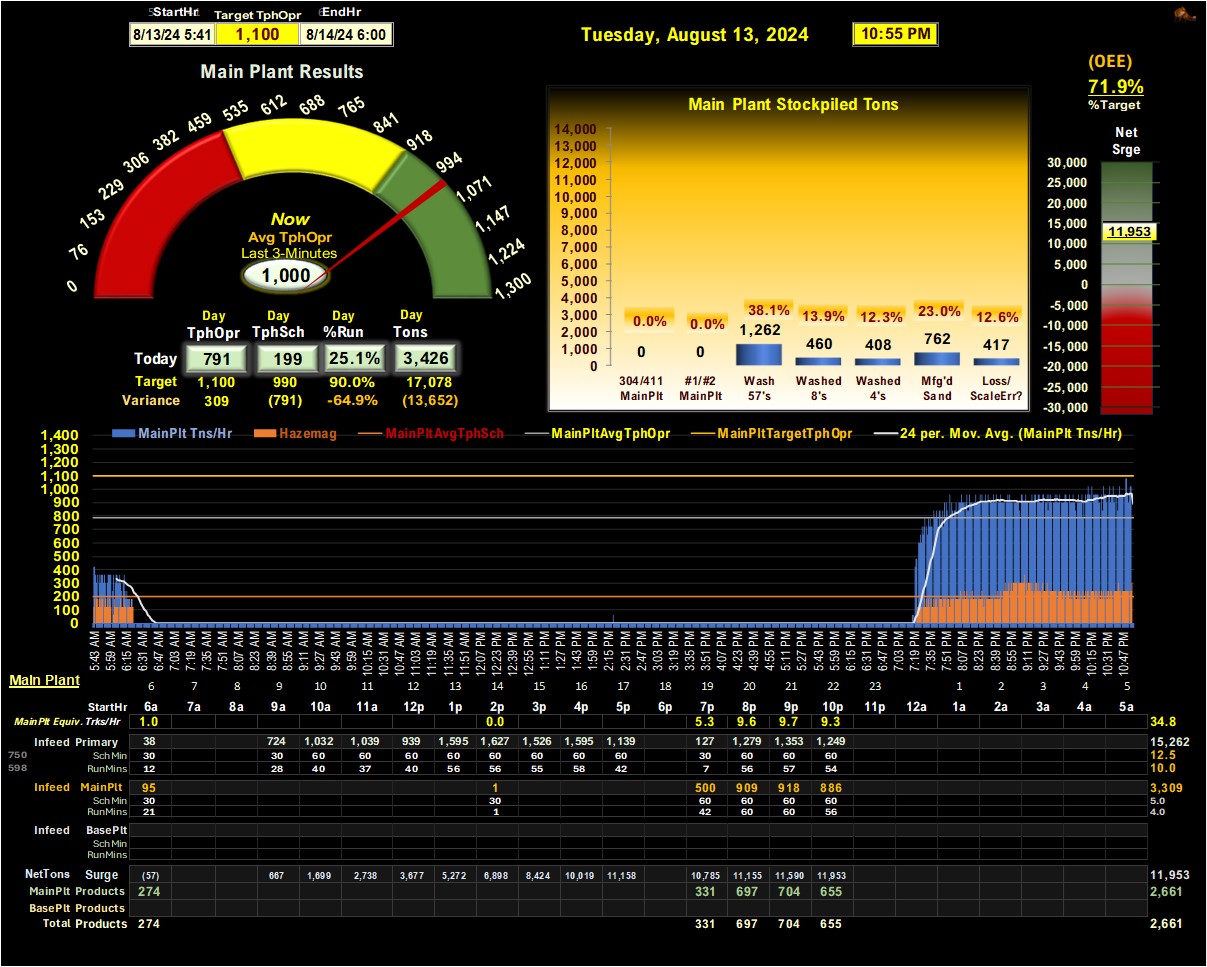 StartHr Target TphOpr EndHr
8/13/24 5:41 1,100 8/14/24 6:00
Tuesday, August 13, 2024 10:55 PM
(OEE)
71.9%
%Target
Main Plant Results
0 76 153 229 306 382 459 535 612 688 765 841 918 994 1,071 1,147 1,224 1,300
Now
Avg TphOpr
Last 3-Minutes
1,000
Day Day Day Day
TphOpr TphSch %Run Tons
Today 791 199 25.1% 3,426
Target 1,100 990 90.0% 17,078
Variance 309 (791) -64.9% (13,652)
Main Plant Stockpiled Tons
14,000
13,000
12,000
11,000
10,000
9,000
8,000
7,000
6,000
5,000
4,000
3,000
2,000
1,000
0
0.0% 0.0% 38.1% 13.9% 12.3% 23.0% 12.6%
0 0 1,262 460 408 762 417
304/411 #1/#2 Wash Washed Washed Mfg'd Loss/
MainPlt MainPlt 57's 8's 4's Sand ScaleErr?
Net
Srge
30,000
25,000
20,000
15,000
11,953
10,000
5,000
0
-5,000
-10,000
-15,000
-20,000
-25,000
-30,000
MainPlt Tns/Hr Hazemag MainPltAvgTphSch MainPltAvgTphOpr MainPltTargetTphOpr 24 per. Mov. Avg. (MainPlt Tns/Hr)
1,400
1,300
1,200
1,100
1,000
900
800
700
600
500
400
300
200
100
0
5:43 AM 5:59 AM 6:15 AM 6:31 AM 6:47 AM 7:03 AM 7:19 AM 7:35 AM 7:51 AM 8:07 AM 8:23 AM 8:39 AM 8:55 AM 9:11 AM 9:27 AM 9:43 AM 9:59 AM 10:15 AM 10:31 AM 10:47 AM 11:03 AM 11:19 AM 11:35 AM 11:51 AM 12:07 PM 12:23 PM 12:39 PM 12:55 PM 1:11 PM 1:27 PM 1:43 PM 1:59 PM 2:15 PM 2:31 PM 2:47 PM 3:03 PM 3:19 PM 3:35 PM 3:51 PM 4:07 PM 4:23 PM 4:39 PM 4:55 PM 5:11 PM 5:27 PM 5:43 PM 5:59 PM 6:15 PM 6:31 PM 6:47 PM 7:03 PM 7:19 PM 7:35 PM 7:51 PM 8:07 PM 8:23 PM 8:39 PM 8:55 PM 9:11 PM 9:27 PM 9:43 PM 9:59 PM 10:15 PM 10:31 PM 10:47 PM
Main Plant 6 7 8 9 10 11 12 13 14 15 16 17 18 19 20 21 22 23 1 2 3 4 5
StartHr 6a 7a 8a 9a 10a 11a 12p 1p 2p 3p 4p 5p 6p 7p 8p 9p 10p 11p 12a 1a 2a 3a 4a 5a
MainPlt Equiv. Trks/Hr 1.0 0.0 5.3 9.6 9.7 9.3 34.8
Infeed Primary 38 724 1,032 1,039 939 1,595 1,627 1,526 1,595 1,139 127 1,279 1,353 1,249 15,262
750 Sch Min 30 30 60 60 60 60 60 60 60 60 30 60 60 60 12.5
598 RunMins 12 28 40 37 40 56 56 55 58 42 7 56 57 54 10.0
Infeed MainPlt 95 1 500 909 918 886 3,309
Sch Min 30 30 60 60 60 60 5.0
RunMins 21 1 42 60 60 56 4.0
Infeed BasePlt
Sch Min
RunMins
NetTons Surge (57) 667 1,699 2,738 3,677 5,272 6,898 8,424 10,019 11,158 10,785 11,155 11,590 11,953 11,953
MainPlt Products 274 331 697 704 655 2,661
BasePlt Products
Total Products 274 331 697 704 655 2,661